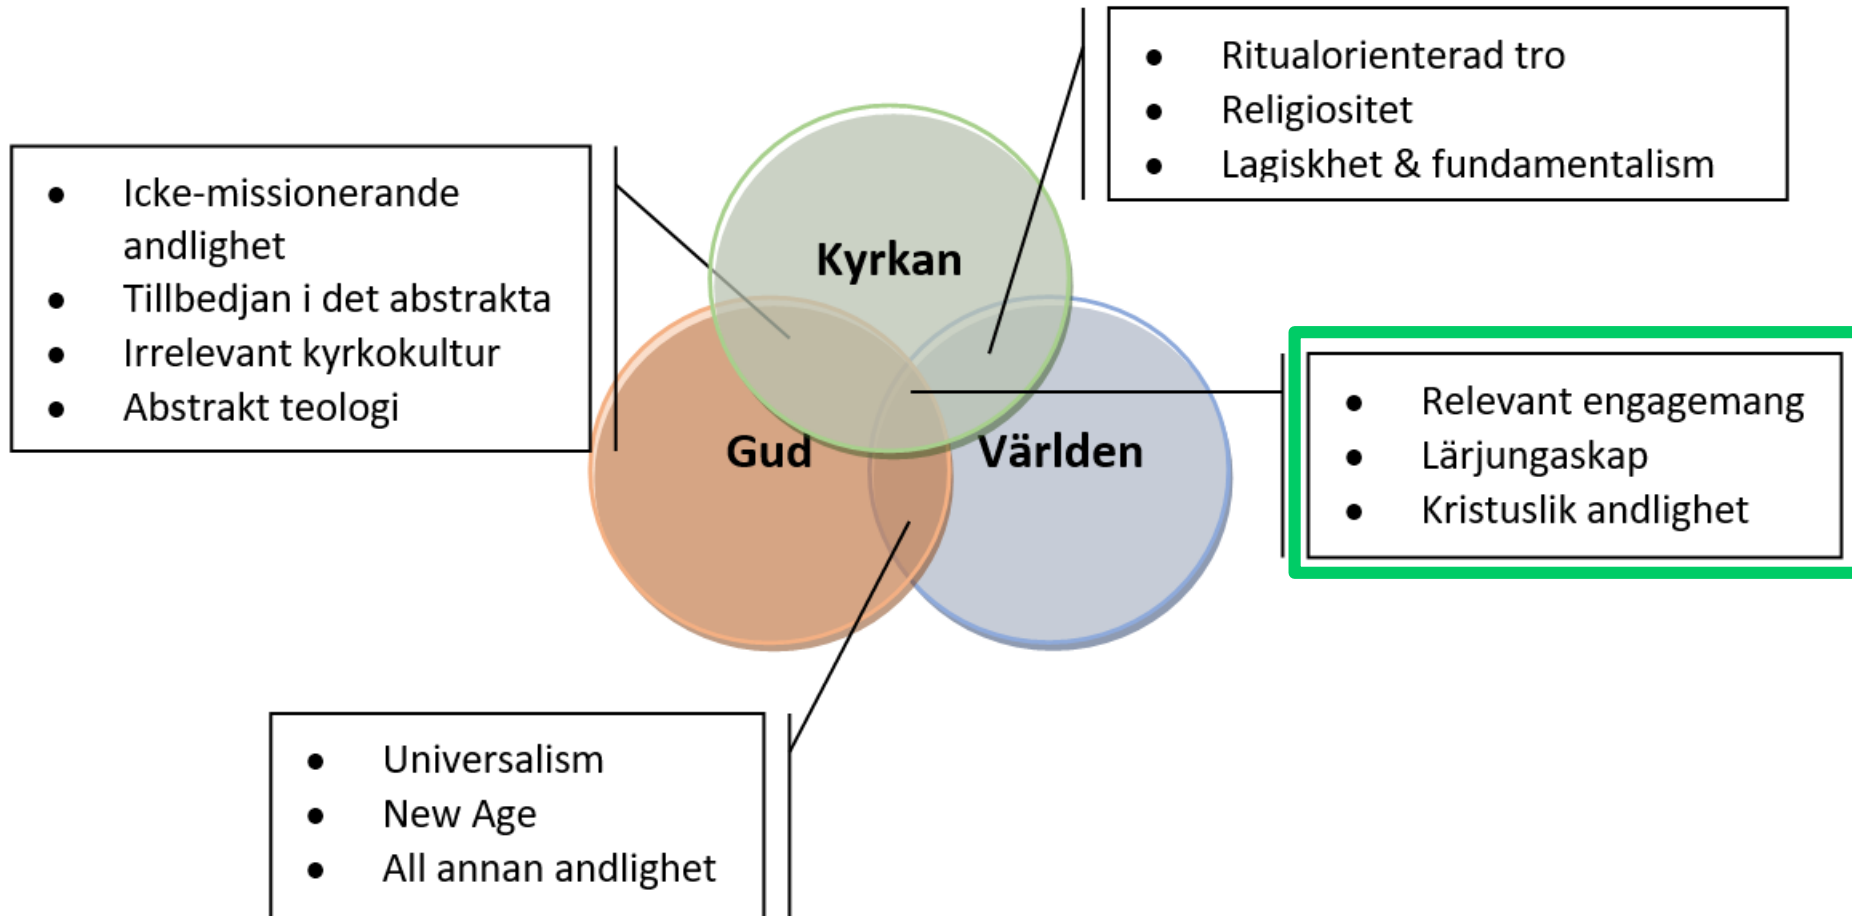 • Ritualorienterad tro
• Religiositet
• Lagiskhet & fundamentalism
• Icke-missionerande
andlighet
• Tillbedjan i det abstrakta
• Irrelevant kyrkokultur
• Abstrakt teologi
Kyrkan
Gud
Världen
• Relevant engagemang
• Lärjungaskap
• Kristuslik andlighet
• Universalism
• New Age
• All annan andlighet